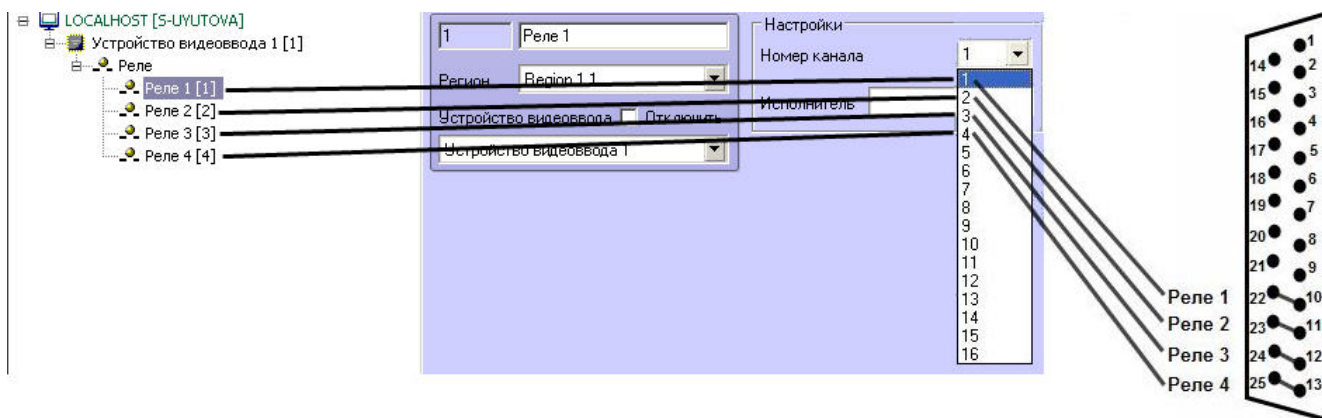 LOCALHOST [S-UYUTOVA]
Устройство видеоввода 1 [1]
Реле
Реле 1 [1]
Реле 2 [2]
Реле 3 [3]
Реле 4 [4]
1 Реле 1
Регион Region 1.1
Устройство видеоввода Отключить
Устройство видеоввода 1
Настройки
Номер канала 1
Исполнитель
1
2
3
4
5
6
7
8
9
10
11
12
13
14
15
16
Реле 1
Реле 2
Реле 3
Реле 4
1
14 2
15 3
16 4
17 5
18 6
19 7
20 8
21 9
22 10
23 11
24 12
25 13